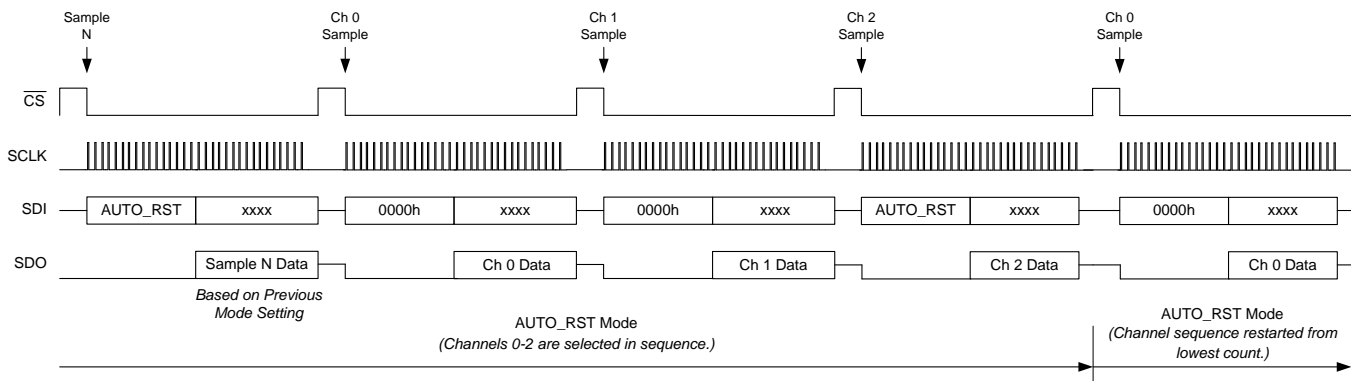 Sample
N
Ch 0
Sample
Ch 1
Sample
Ch 2
Sample
Ch 0
Sample
CS
SCLK
SDI
AUTO_RST
xxxx
0000h
xxxx
0000h
xxxx
AUTO_RST
xxxx
0000h
xxxx
SDO
Sample N Data
Ch 0 Data
Ch 1 Data
Ch 2 Data
Ch 0 Data
Based on Previous
Mode Setting
AUTO_RST Mode
(Channels 0-2 are selected in sequence.)
AUTO_RST Mode
(Channel sequence restarted from
lowest count.)